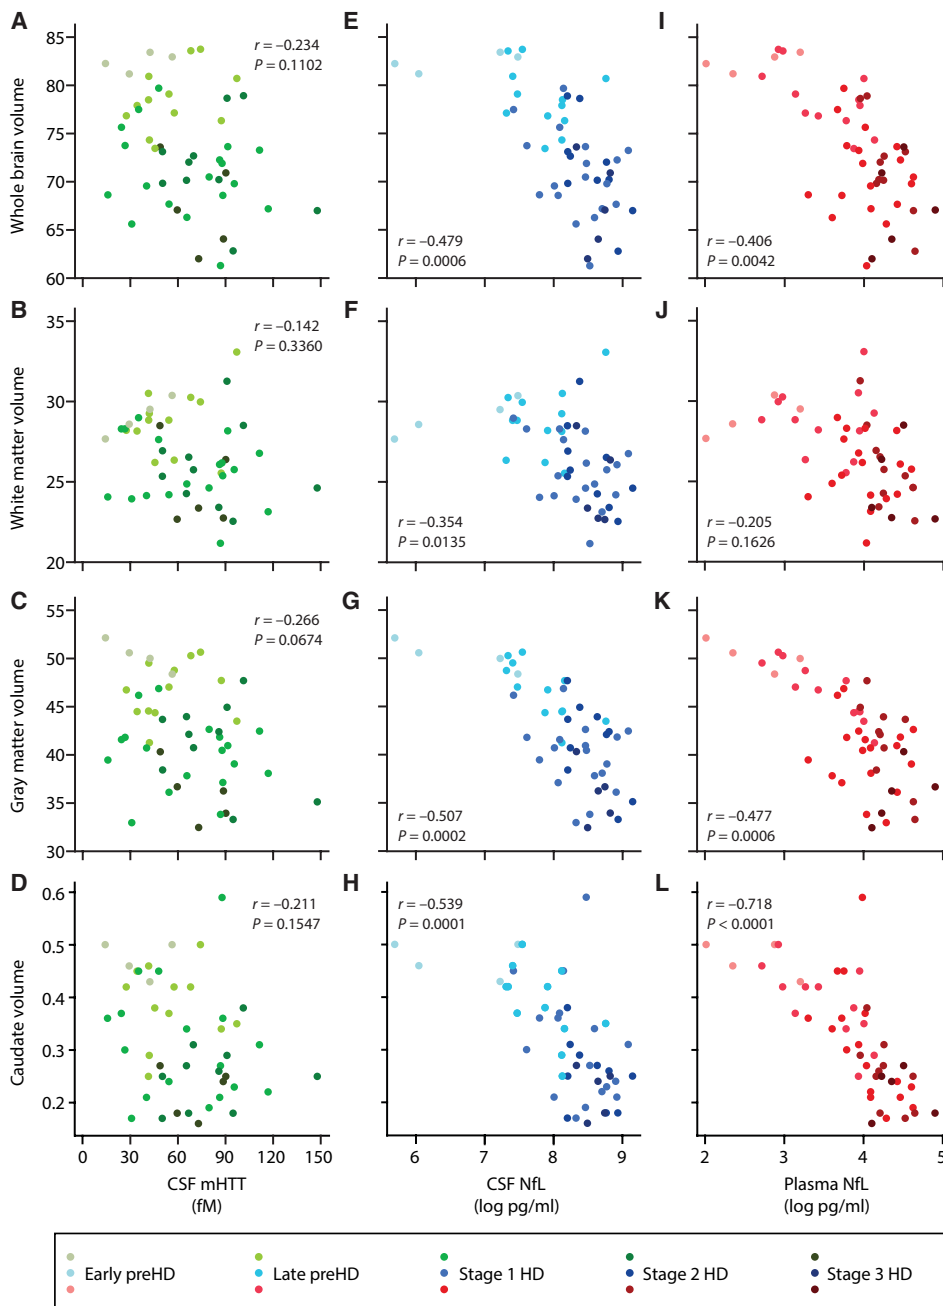 A
E
I
85
80
75
70
65
60
Whole brain volume
r = –0.234
P = 0.1102
r = –0.479
P = 0.0006
r = –0.406
P = 0.0042
B
F
J
35
30
25
20
White matter volume
r = –0.142
P = 0.3360
r = –0.354
P = 0.0135
r = –0.205
P = 0.1626
C
G
K
55
50
45
40
35
30
Gray matter volume
r = –0.266
P = 0.0674
r = –0.507
P = 0.0002
r = –0.477
P = 0.0006
D
H
L
0.6
0.5
0.4
0.3
0.2
Caudate volume
r = –0.211
P = 0.1547
r = –0.539
P = 0.0001
r = –0.718
P < 0.0001
0 30 60 90 120 150
CSF mHTT
(fM)
6 7 8 9
CSF NfL
(log pg/ml)
2 3 4 5
Plasma NfL
(log pg/ml)
Early preHD Late preHD Stage 1 HD Stage 2 HD Stage 3 HD